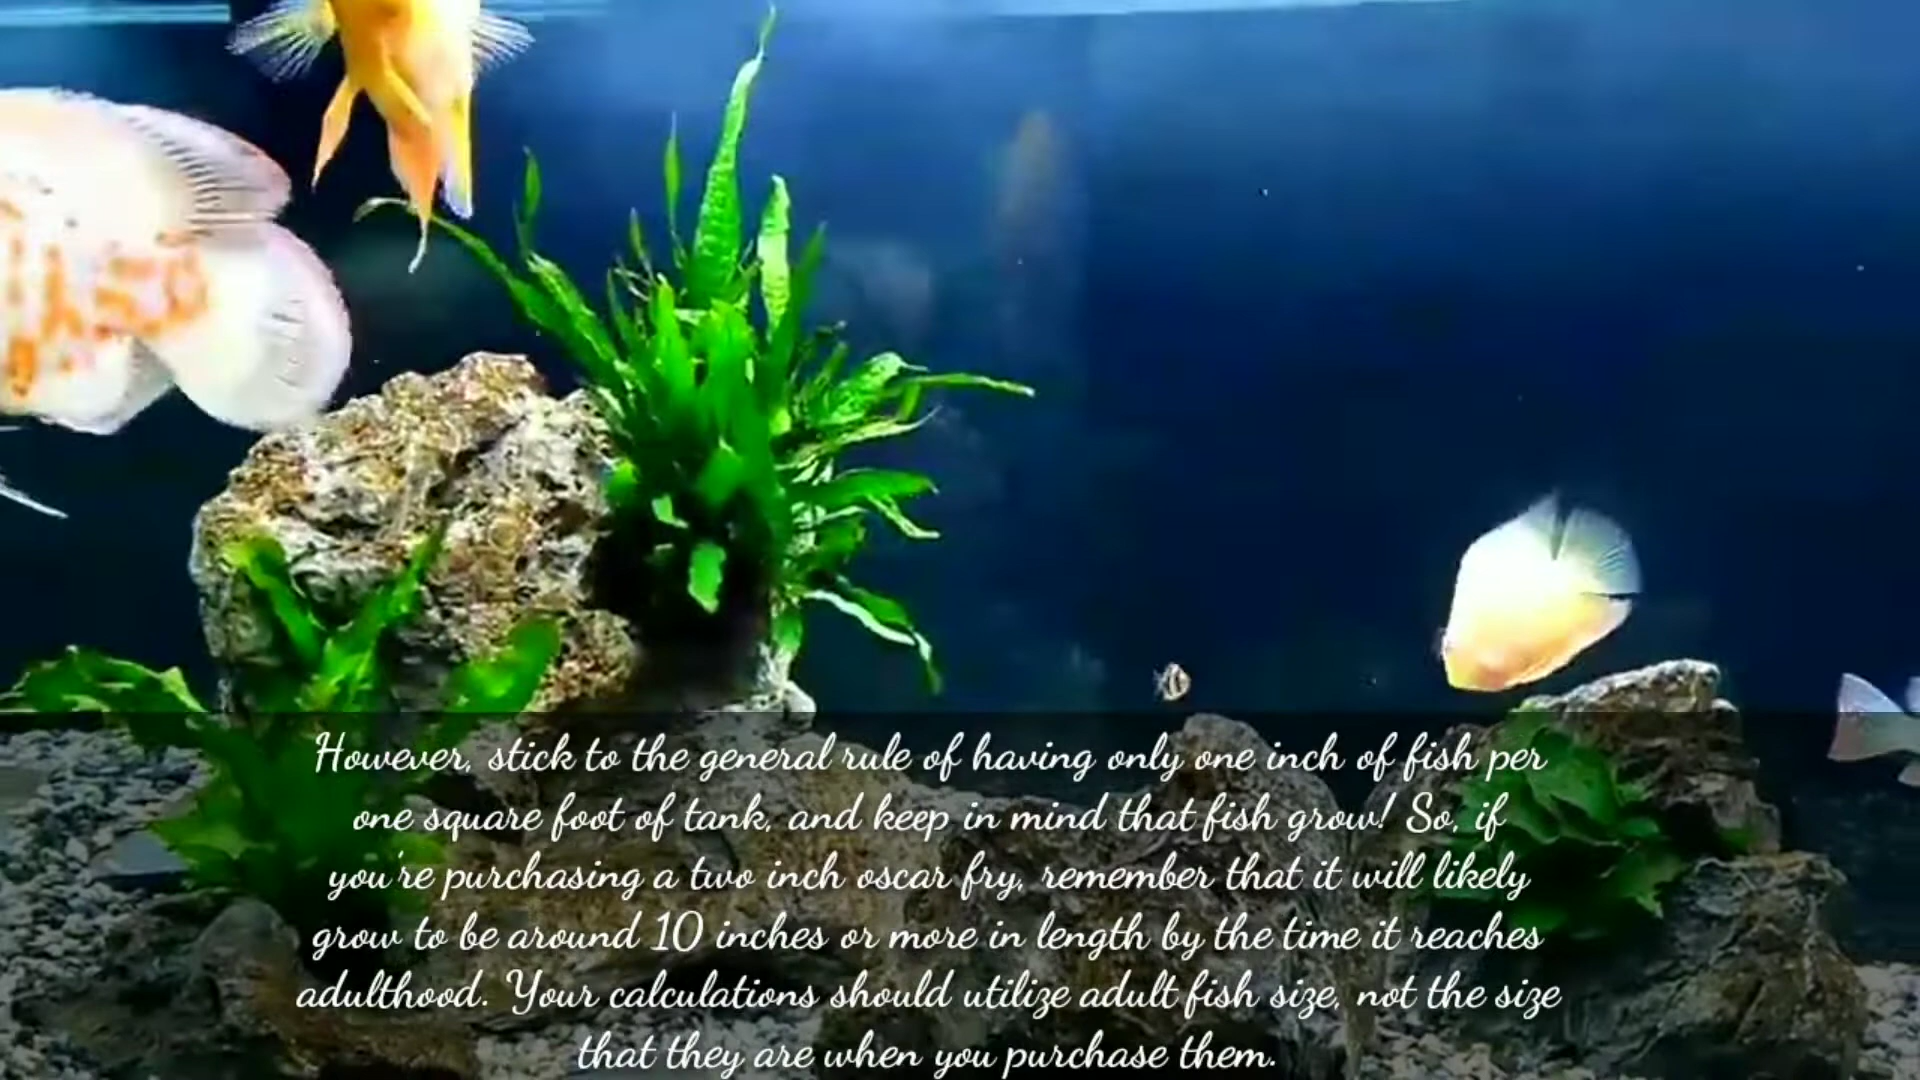 However, stick to the general rule of having only one inch of fish per
one square foot of tank, and keep in mind that fish grow! So, if
you're purchasing a two inch oscar fry, remember that it will likely
grow to be around 10 inches or more in length by the time it reaches
adulthood. Your calculations should utilize adult fish size, not the size
that they are when you purchase them.